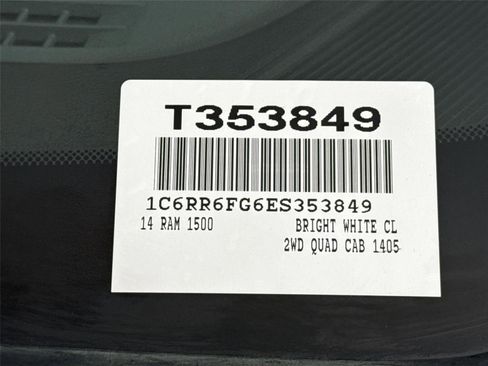 T353849
1C6RR6FG6ES353849
14 RAM 1500 BRIGHT WHITE CL
2WD QUAD CAB 1405